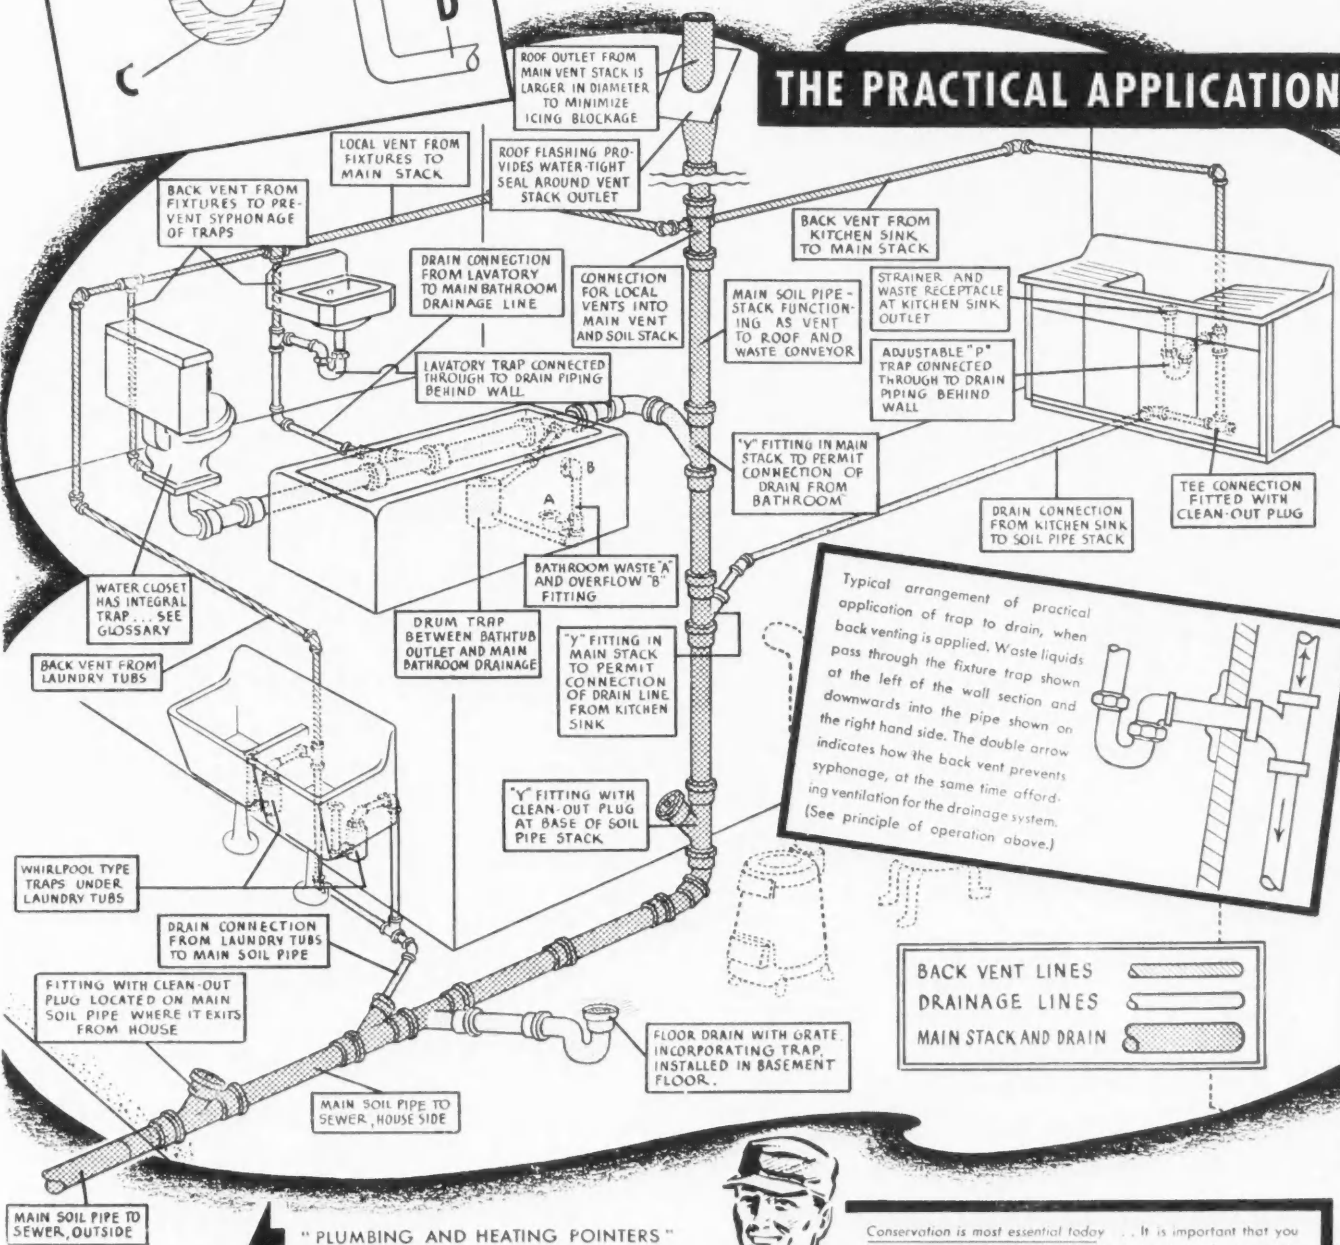 C
D
THE PRACTICAL APPLICATION
ROOF OUTLET FROM
MAIN VENT STACK IS
LARGER IN DIAMETER
TO MINIMIZE
ICING BLOCKAGE
LOCAL VENT FROM
FIXTURES TO
MAIN STACK
ROOF FLASHING PRO-
VIDES WATER-TIGHT
SEAL AROUND VENT
STACK OUTLET
BACK VENT FROM
FIXTURES TO PRE-
VENT SYPHONAGE
OF TRAPS
BACK VENT FROM
KITCHEN SINK
TO MAIN STACK
DRAIN CONNECTION
FROM LAVATORY
TO MAIN BATHROOM
DRAINAGE LINE
CONNECTION
FOR LOCAL
VENTS INTO
MAIN VENT
AND SOIL STACK
MAIN SOIL PIPE-
STACK FUNCTION-
ING AS VENT
TO ROOF AND
WASTE CONVEYOR
STRAINER AND
WASTE RECEPTACLE
AT KITCHEN SINK
OUTLET
LAVATORY TRAP CONNECTED
THROUGH TO DRAIN PIPING
BEHIND WALL
ADJUSTABLE "P"
TRAP CONNECTED
THROUGH TO DRAIN
PIPING BEHIND
WALL
"Y" FITTING IN MAIN
STACK TO PERMIT
CONNECTION OF
DRAIN FROM
BATHROOM
B
A
DRAIN CONNECTION
FROM KITCHEN SINK
TO SOIL PIPE STACK
TEE CONNECTION
FITTED WITH
CLEAN-OUT PLUG
WATER CLOSET
HAS INTEGRAL
TRAP... SEE
GLOSSARY
BATHROOM WASTE "A"
AND OVERFLOW "B"
FITTING
DRUM TRAP
BETWEEN BATHTUB
OUTLET AND MAIN
BATHROOM DRAINAGE
"Y" FITTING IN
MAIN STACK
TO PERMIT
CONNECTION
OF DRAIN LINE
FROM KITCHEN
SINK
BACK VENT FROM
LAUNDRY TUBS
Typical arrangement of practical
application of trap to drain, when
back venting is applied. Waste liquids
pass through the fixture trap shown
at the left of the wall section and
downwards into the pipe shown on
the right hand side. The double arrow
indicates how the back vent prevents
syphonage, at the same time afford-
ing ventilation for the drainage system.
(See principle of operation above.)
"Y" FITTING WITH
CLEAN-OUT PLUG
AT BASE OF SOIL
PIPE STACK
WHIRLPOOL TYPE
TRAPS UNDER
LAUNDRY TUBS
DRAIN CONNECTION
FROM LAUNDRY TUBS
TO MAIN SOIL PIPE
FITTING WITH CLEAN-OUT
PLUG LOCATED ON MAIN
SOIL PIPE WHERE IT EXITS
FROM HOUSE
BACK VENT LINES
DRAINAGE LINES
MAIN STACK AND DRAIN
FLOOR DRAIN WITH GRATE
INCORPORATING TRAP,
INSTALLED IN BASEMENT
FLOOR.
MAIN SOIL PIPE TO
SEWER, HOUSE SIDE
MAIN SOIL PIPE TO
SEWER, OUTSIDE
"PLUMBING AND HEATING POINTERS"
Conservation is most essential today . . . It is important that you